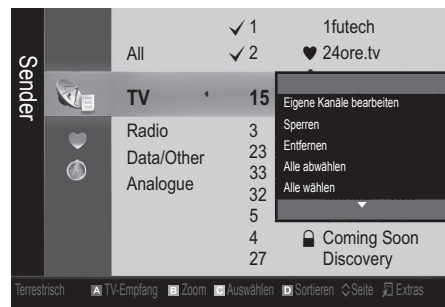 Sender
✓ 1 1futech
All ✓ 2 ♥ 24ore.tv
TV 15
Radio 3
Data/Other 23
Analogue 33
32
5
4 Coming Soon
27 Discovery
Eigene Kanäle bearbeiten
Sperren
Entfernen
Alle abwählen
Alle wählen
Terrestrisch A TV-Empfang B Zoom C Auswählen D Sortieren Seite Extras